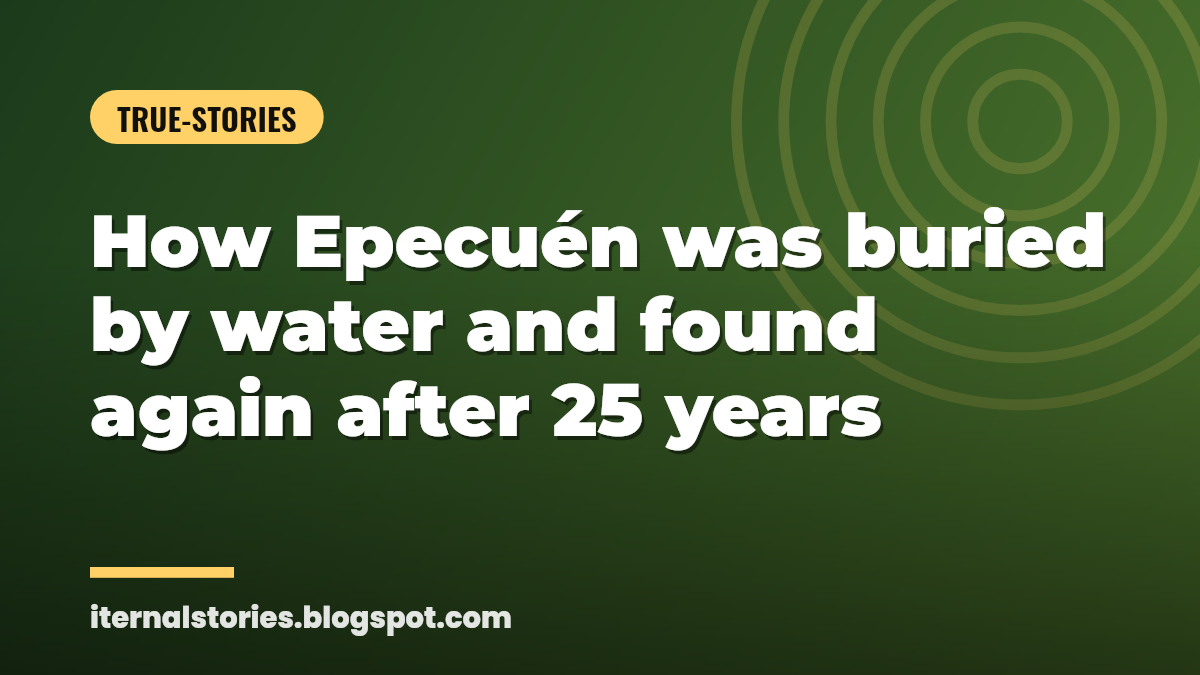 TRUE-STORIES
How Epecuén was buried
by water and found
again after 25 years
iternalstories.blogspot.com